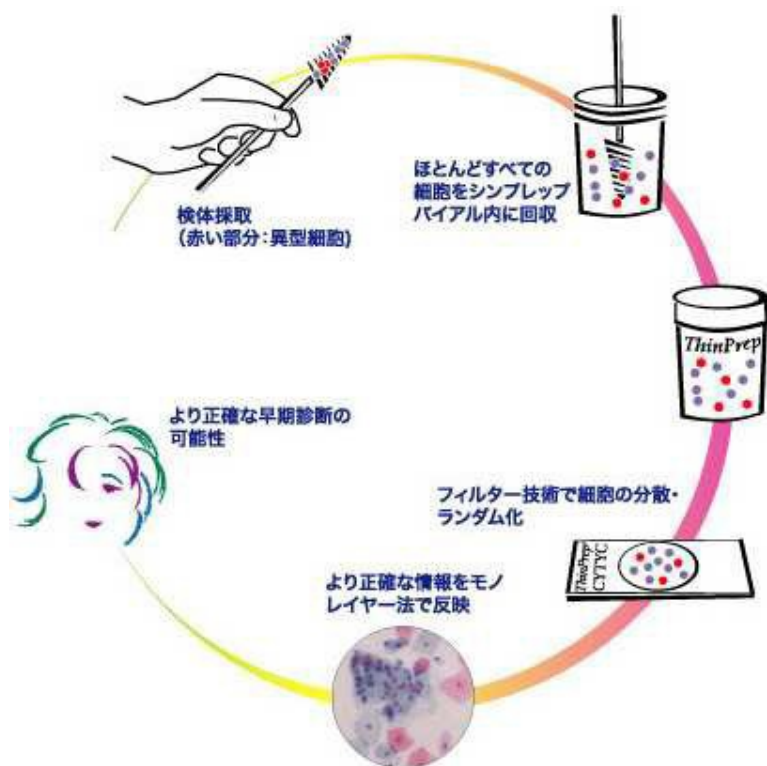 検体採取
(赤い部分：異型細胞)
ほとんどすべての
細胞をシンプレップ
バイアル内に回収
ThinPrep
フィルター技術で細胞の分散・
ランダム化
ThinPrep
CYTYC
より正確な情報をモノ
レイヤー法で反映
より正確な早期診断の
可能性